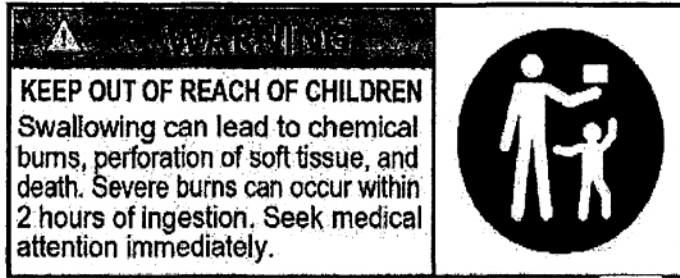 WARNING
KEEP OUT OF REACH OF CHILDREN
Swallowing can lead to chemical
burns, perforation of soft tissue, and
death. Severe burns can occur within
2 hours of ingestion. Seek medical
attention immediately.